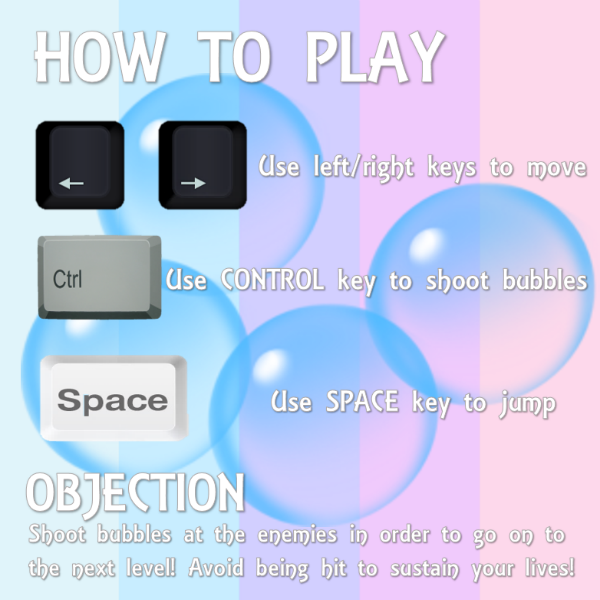 HOW TO PLAY
← → Use left/right keys to move
Ctrl Use CONTROL key to shoot bubbles
Space Use SPACE key to jump
OBJECTION
Shoot bubbles at the enemies in order to go on to
the next level! Avoid being hit to sustain your lives!